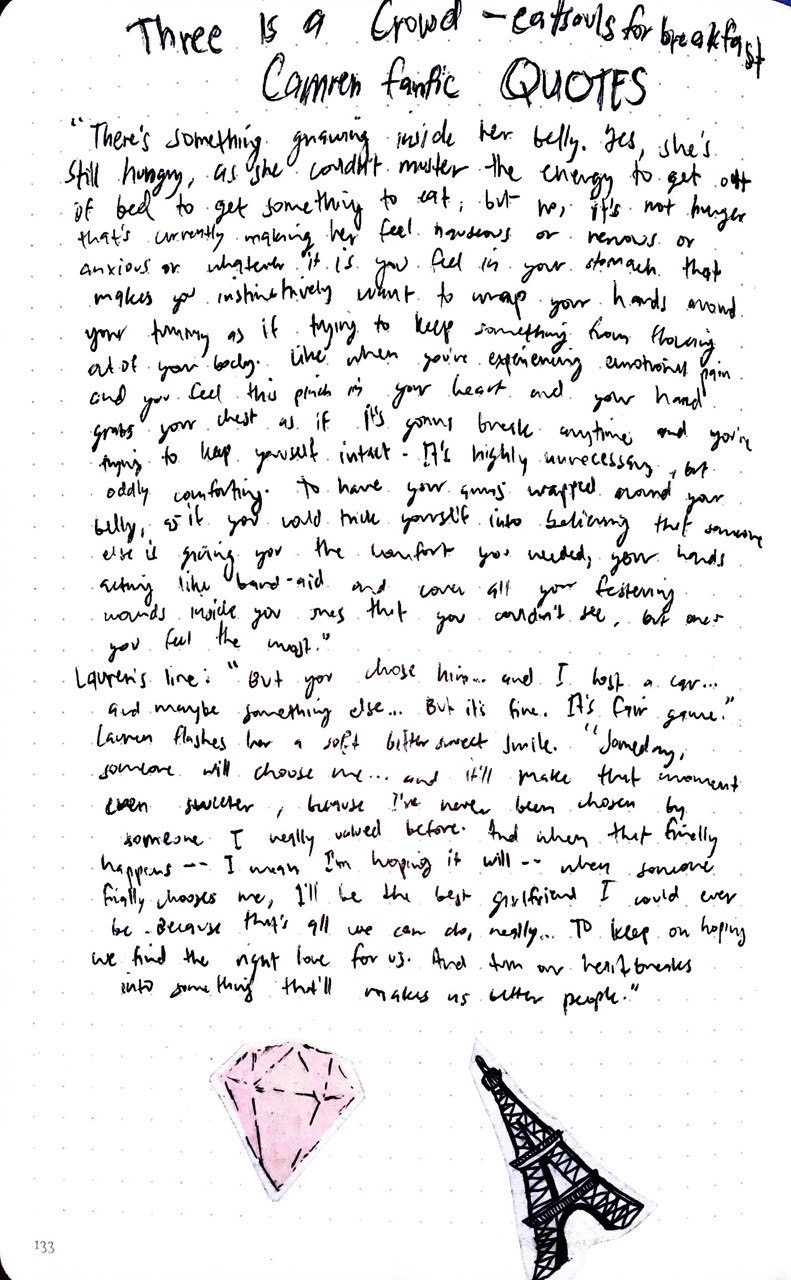 Three Is a Crowd - eatsouls for breakfast
Camren fanfic QUOTES
"There's something gnawing inside her belly. Yes, she's
still hungry, as she couldn't muster the energy to get off
of bed to get something to eat, but no, it's not hunger
that's currently making her feel nauseous or nervous or
anxious or whatever it is you feel in your stomach that
makes you instinctively want to wrap your hands around
your tummy as if trying to keep something from flowing
out of your body. Like when you're experiencing emotional pain
and you feel this pinch in your heart and your hand
grabs your chest as if it's gonna break anytime and you're
trying to keep yourself intact. It's highly unnecessary, but
oddly comforting. To have your arms wrapped around your
belly, as if you could trick yourself into believing that someone
else is giving you the comfort you needed, your hands
acting like band-aid and cover all your festering
wounds inside you ones that you couldn't see, but ones
you feel the most."
Lauren's line: "But you chose him... and I lost a car...
and maybe something else... But it's fine. It's fair game."
Lauren flashes her a soft bittersweet smile. "Someday,
someone will choose me... and it'll make that moment
even sweeter, because I've never been chosen by
someone I really valued before. And when that finally
happens -- I mean I'm hoping it will -- when someone
finally chooses me, I'll be the best girlfriend I could ever
be. Because that's all we can do, really... To keep on hoping
we find the right love for us. And turn our heartbreaks
into something that'll makes us better people."
133